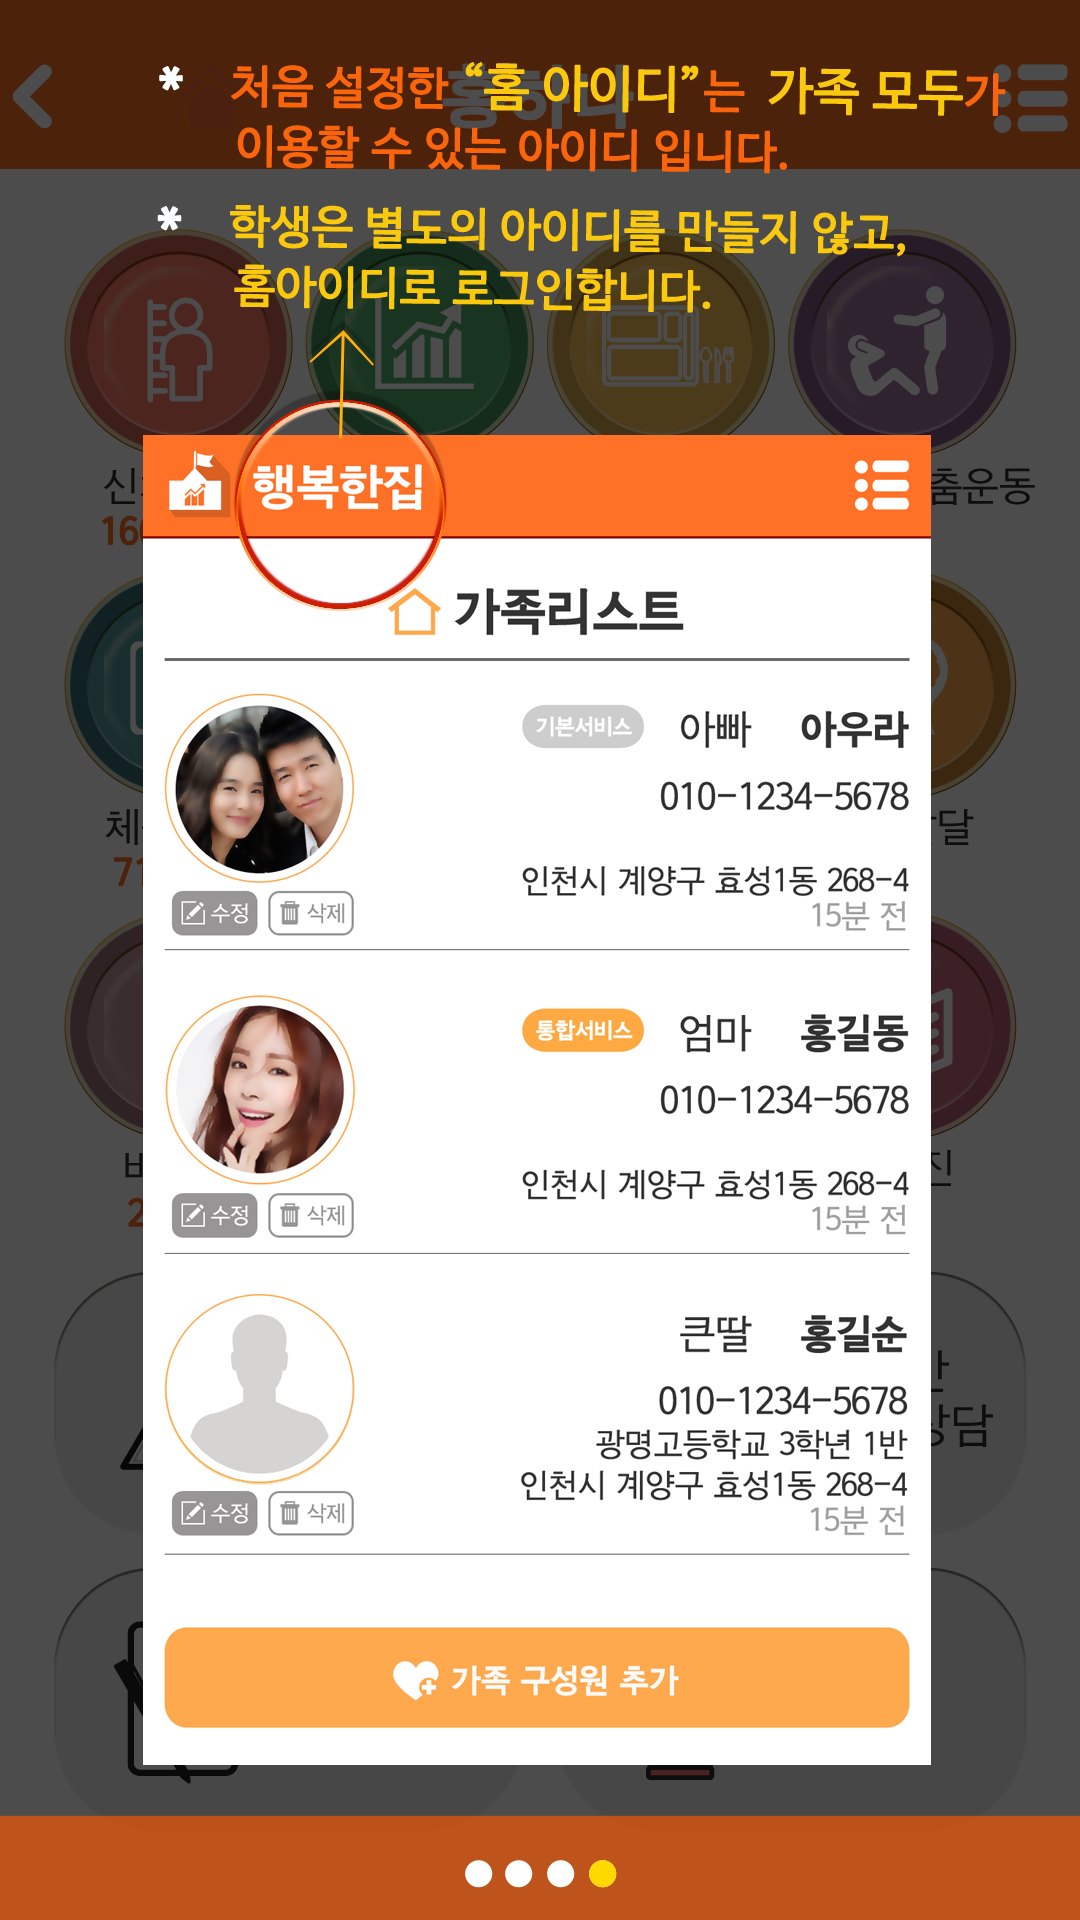 * 처음 설정한 “홈 아이디”는 가족 모두가
이용할 수 있는 아이디 입니다.
* 학생은 별도의 아이디를 만들지 않고,
홈아이디로 로그인합니다.
춤운동
행복한집
가족리스트
기본서비스 아빠 아우라
010-1234-5678
인천시 계양구 효성1동 268-4
15분 전
수정 삭제
통합서비스 엄마 홍길동
010-1234-5678
인천시 계양구 효성1동 268-4
15분 전
수정 삭제
큰딸 홍길순
010-1234-5678
광명고등학교 3학년 1반
인천시 계양구 효성1동 268-4
15분 전
수정 삭제
가족 구성원 추가